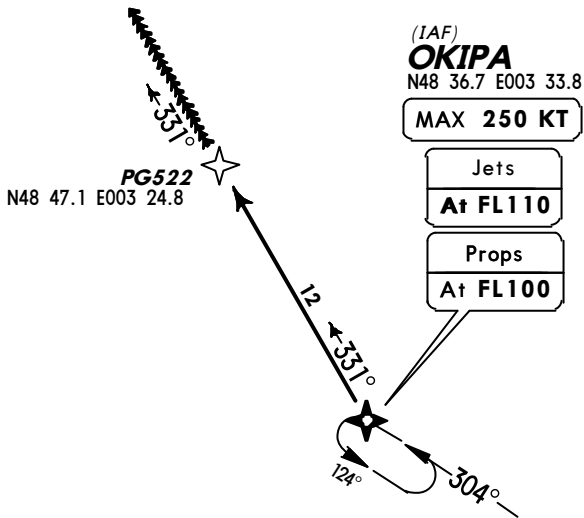 (IAF)
OKIPA
N48 36.7 E003 33.8
MAX 250 KT
Jets
At FL110
Props
At FL100
331°
PG522
N48 47.1 E003 24.8
12
331°
124°
304°